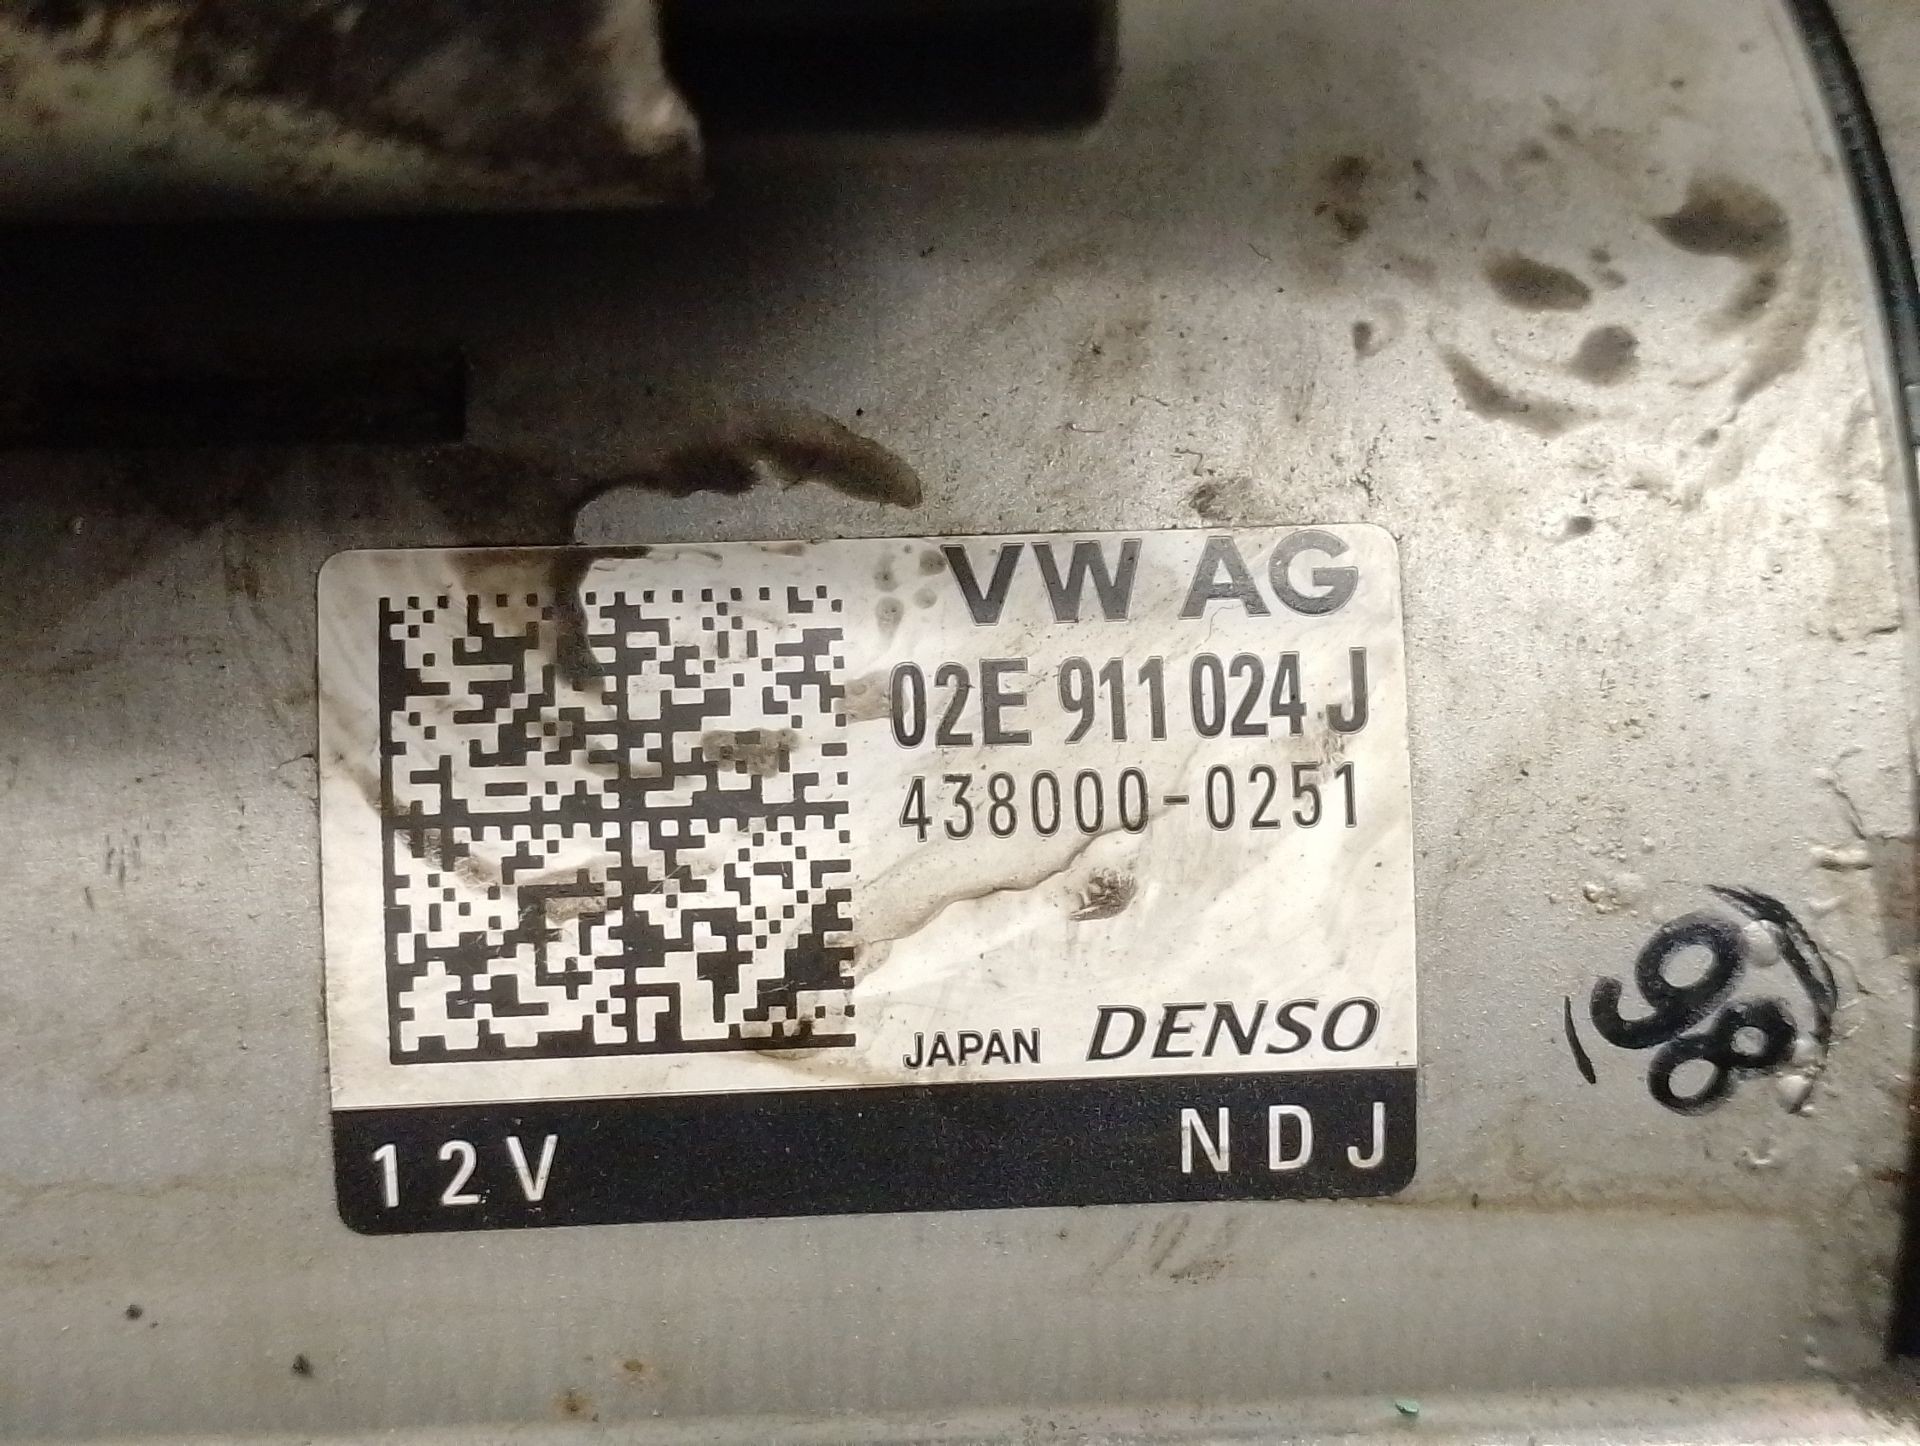 VW AG
02E 911 024 J
438000-0251
JAPAN DENSO
12V NDJ
98